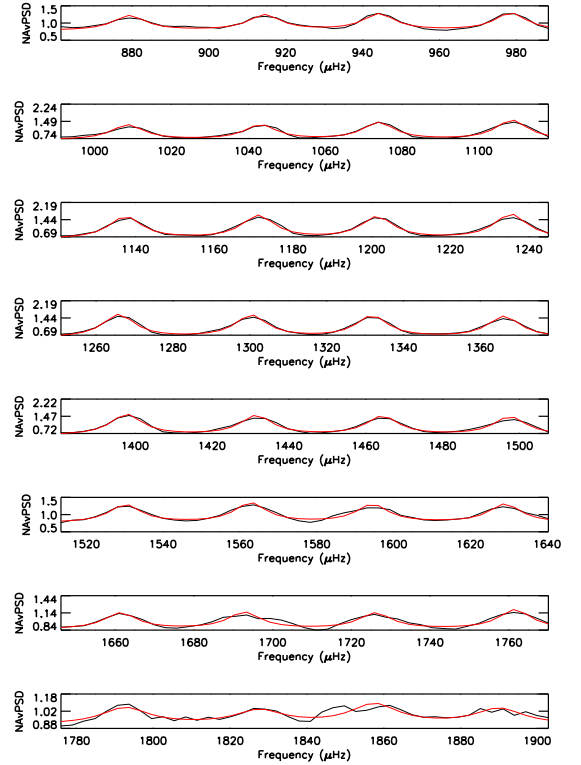 NAvPSD
1.5
1.0
0.5
880 900 920 940 960 980
Frequency (μHz)
NAvPSD
2.24
1.49
0.74
1000 1020 1040 1060 1080 1100
Frequency (μHz)
NAvPSD
2.19
1.44
0.69
1140 1160 1180 1200 1220 1240
Frequency (μHz)
NAvPSD
2.19
1.44
0.69
1260 1280 1300 1320 1340 1360
Frequency (μHz)
NAvPSD
2.22
1.47
0.72
1400 1420 1440 1460 1480 1500
Frequency (μHz)
NAvPSD
1.5
1.0
0.5
1520 1540 1560 1580 1600 1620 1640
Frequency (μHz)
NAvPSD
1.44
1.14
0.84
1660 1680 1700 1720 1740 1760
Frequency (μHz)
NAvPSD
1.18
1.02
0.88
1780 1800 1820 1840 1860 1880 1900
Frequency (μHz)